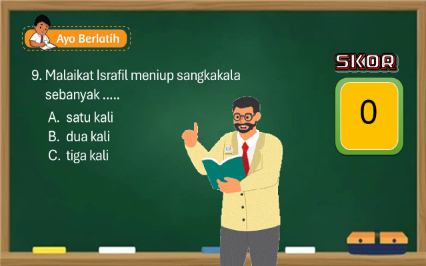 Ayo Berlatih
9. Malaikat Israfil meniup sangkakala
sebanyak .....
A. satu kali
B. dua kali
C. tiga kali
SKOR
0